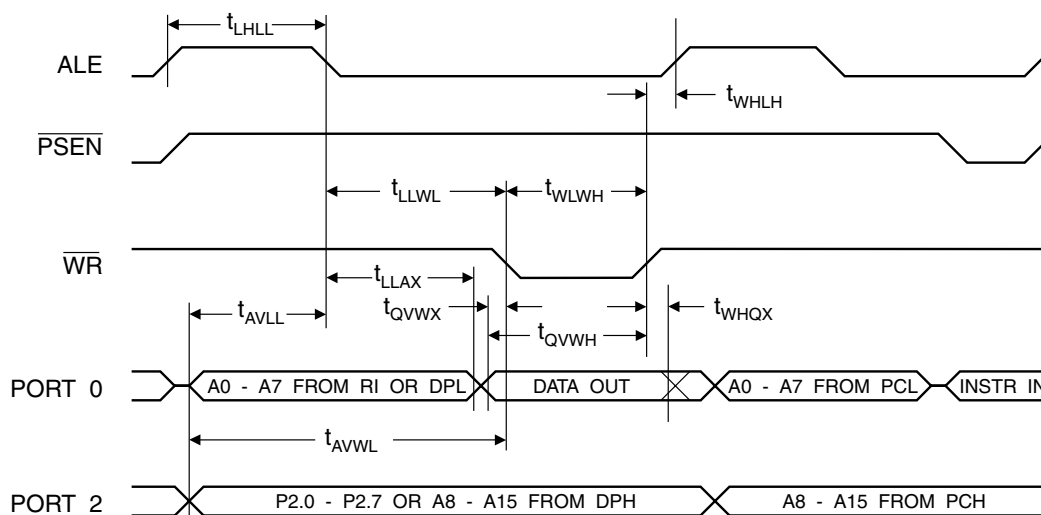 tLHLL
ALE
tWHLH
PSEN
tLLWL
tWLWH
WR
tLLAX
tAVLL
tQVWX
tWHQX
tQVWH
PORT 0
A0 - A7 FROM RI OR DPL
DATA OUT
A0 - A7 FROM PCL
INSTR IN
tAVWL
PORT 2
P2.0 - P2.7 OR A8 - A15 FROM DPH
A8 - A15 FROM PCH